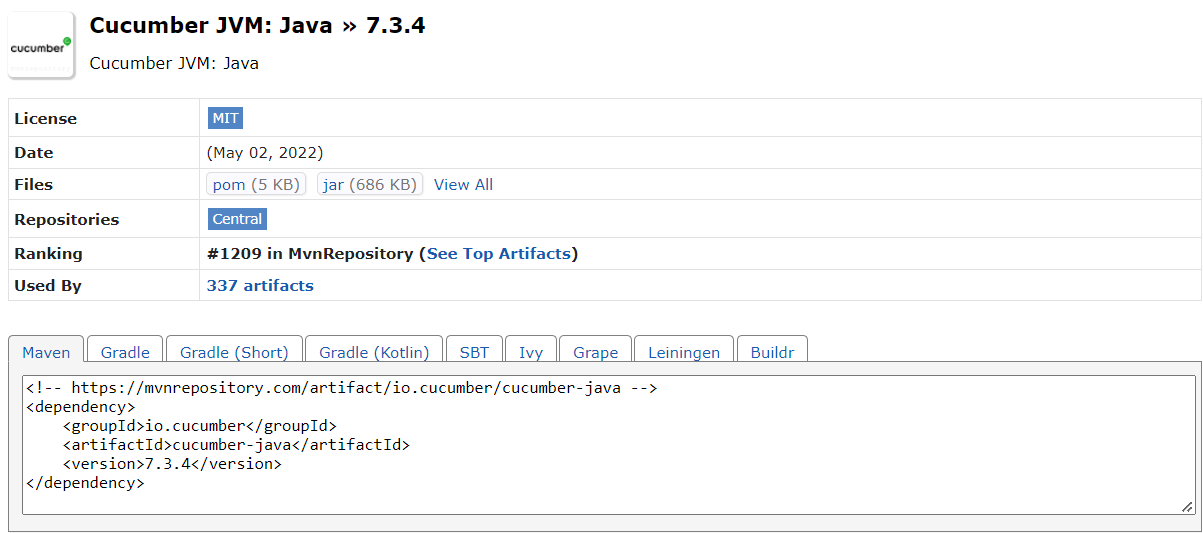 cucumber
Cucumber JVM: Java » 7.3.4
Cucumber JVM: Java
License MIT
Date (May 02, 2022)
Files pom (5 KB) jar (686 KB) View All
Repositories Central
Ranking #1209 in MvnRepository (See Top Artifacts)
Used By 337 artifacts
Maven Gradle Gradle (Short) Gradle (Kotlin) SBT Ivy Grape Leiningen Buildr
<!-- https://mvnrepository.com/artifact/io.cucumber/cucumber-java -->
<dependency>
    <groupId>io.cucumber</groupId>
    <artifactId>cucumber-java</artifactId>
    <version>7.3.4</version>
</dependency>